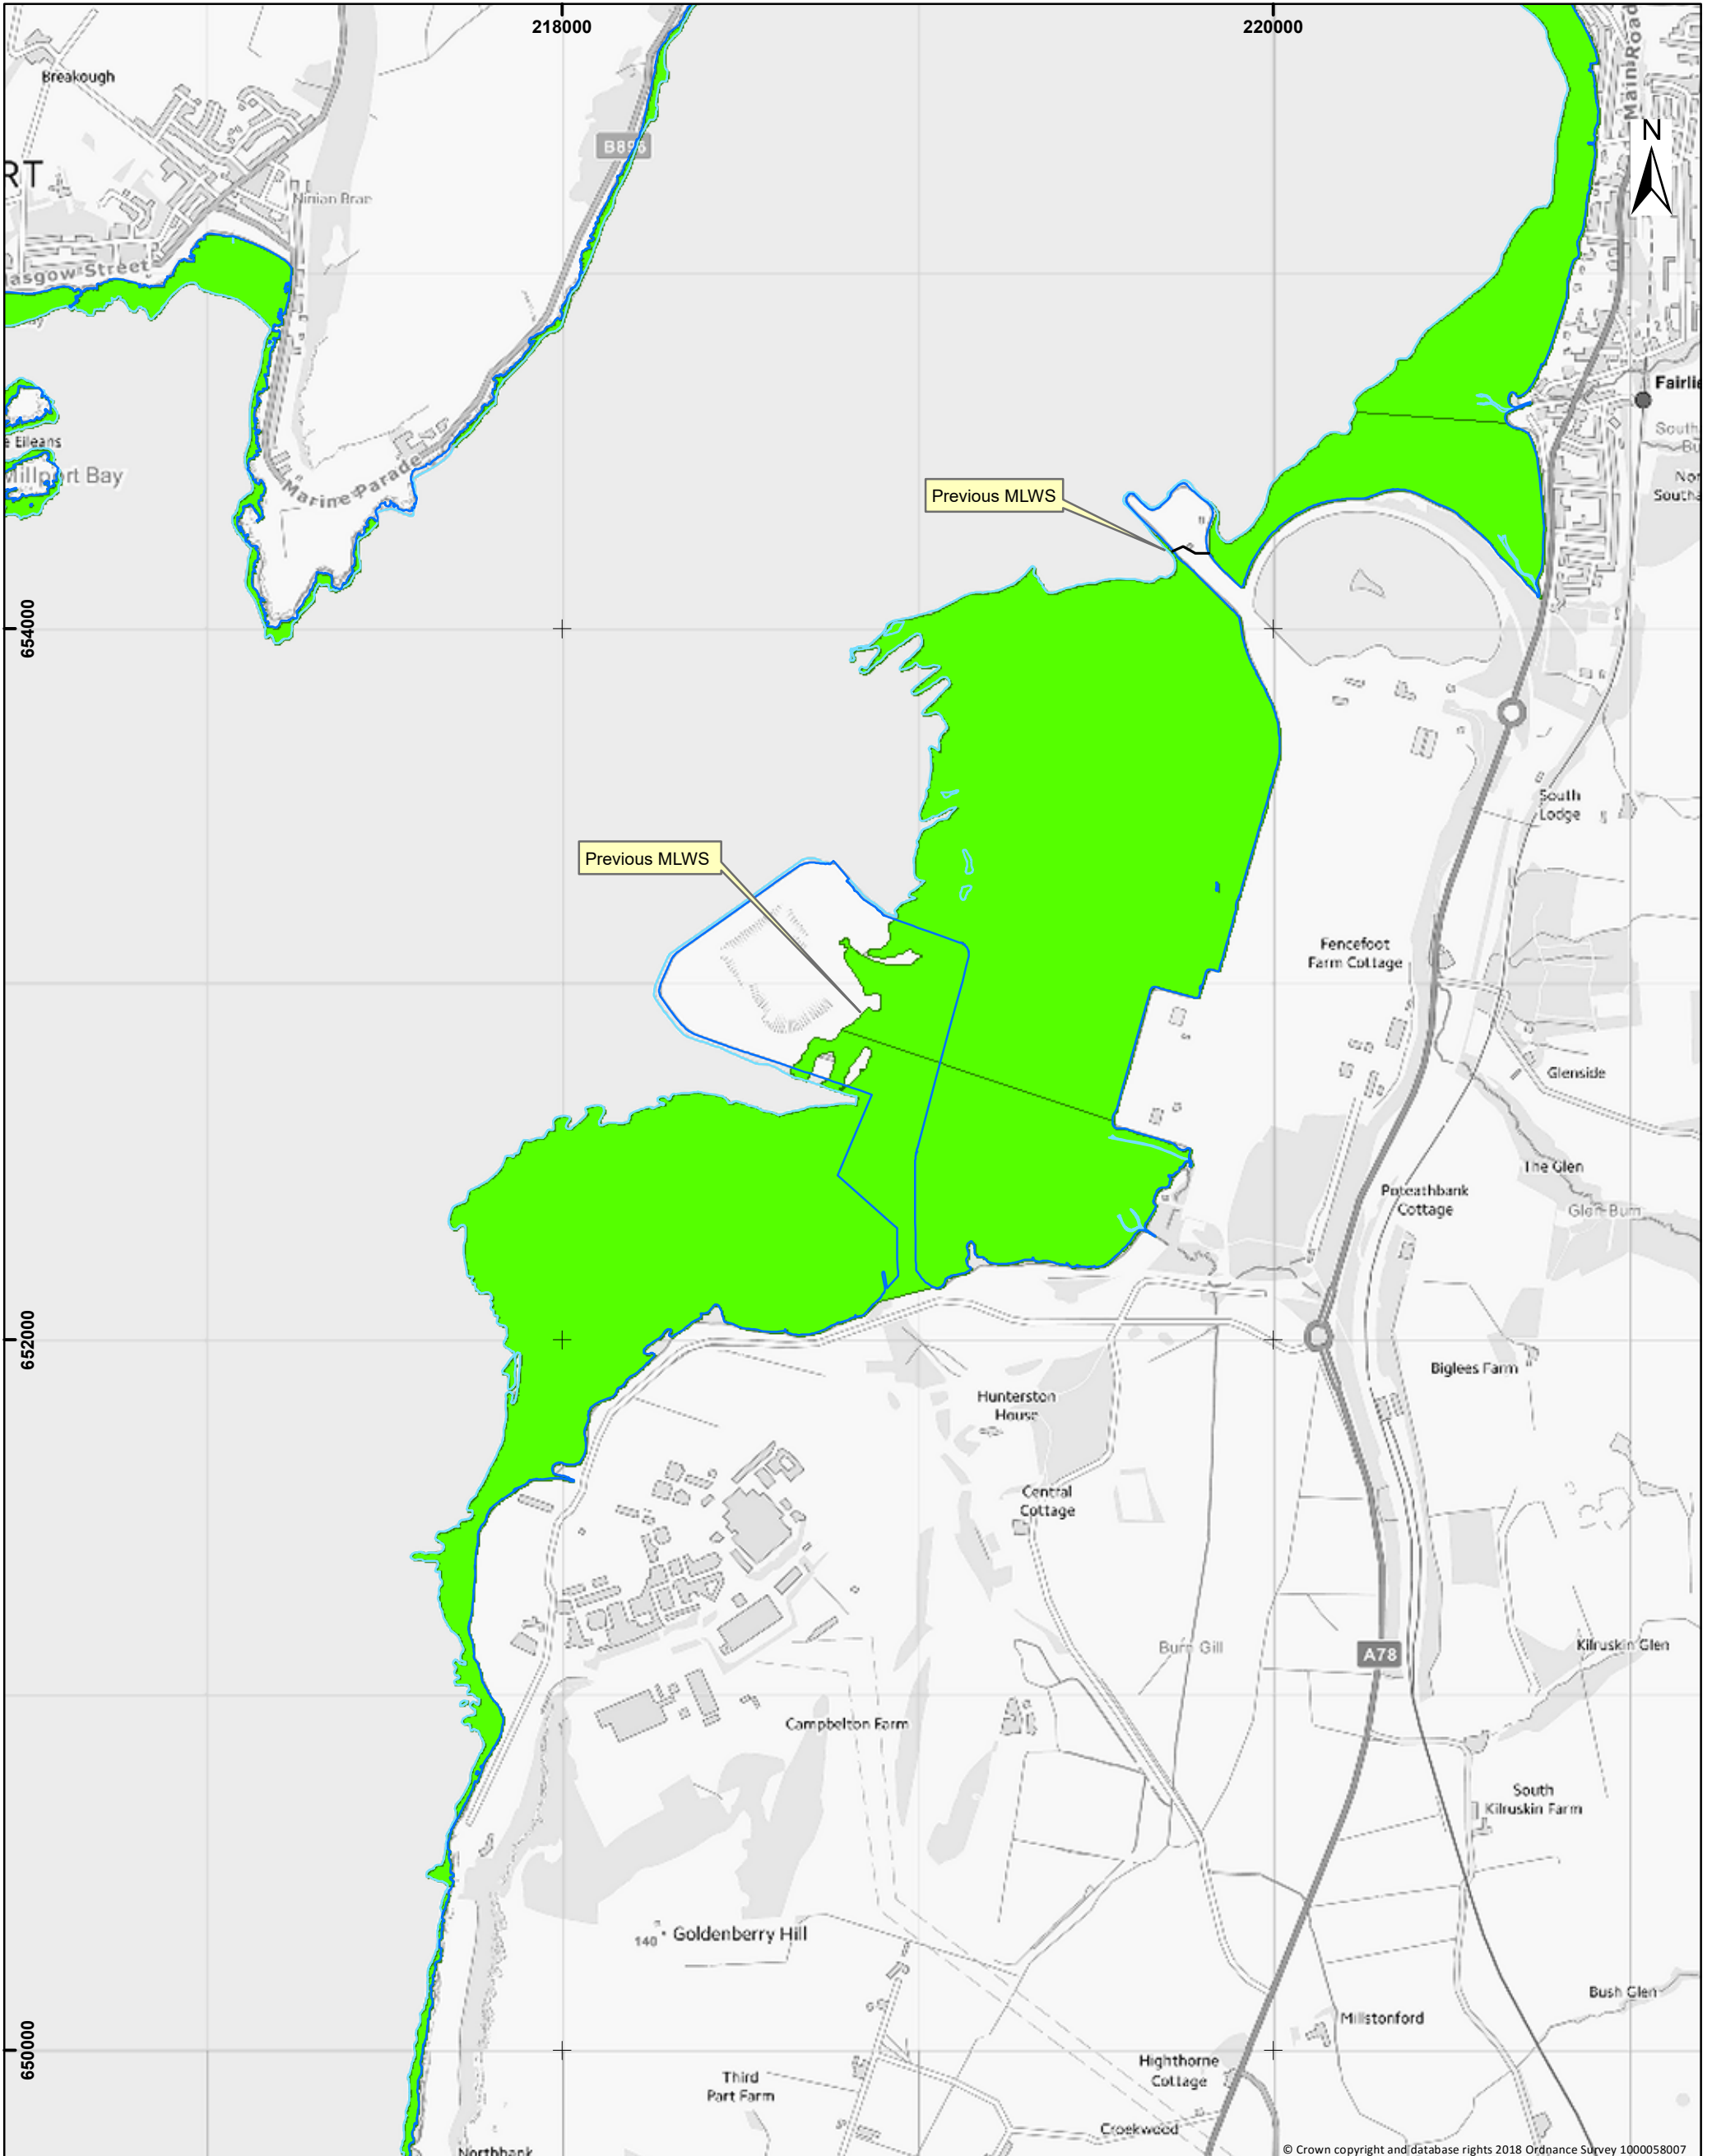 218000
220000
Breakough
Main Road
N
B896
RT
Ninian Brae
asgow Street
Fairlie
e Eileans
Millport Bay
Marine Parade
Previous MLWS
654000
South
Lodge
Previous MLWS
Fencefoot
Farm Cottage
Glenside
The Glen
Poteathbank
Cottage
Glen Burn
652000
Biglees Farm
Hunterston
House
Central
Cottage
Burn Gill
A78
Kilruskin Glen
Campbelton Farm
South
Kilruskin Farm
140
Goldenberry Hill
Bush Glen
Millstonford
650000
Highthorne
Cottage
Third
Part Farm
Crockwood
Northbank
© Crown copyright and database rights 2018 Ordnance Survey 1000058007